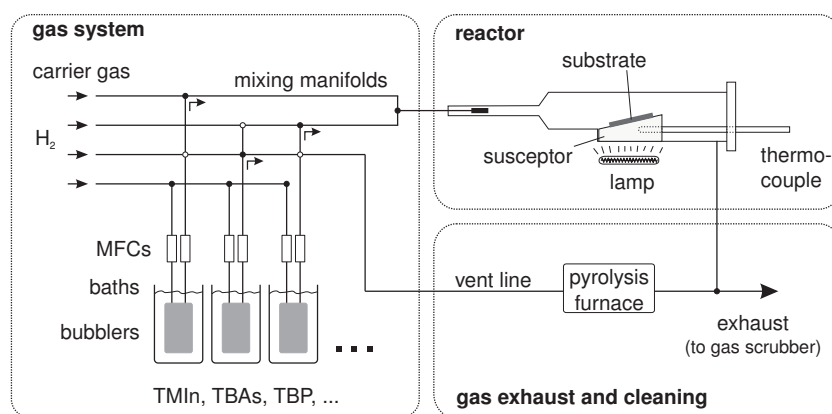 gas system
carrier gas
mixing manifolds
H2
MFCs
baths
bubblers
TMIn, TBAs, TBP, ...
reactor
substrate
susceptor
lamp
thermo-
couple
vent line
pyrolysis
furnace
exhaust
(to gas scrubber)
gas exhaust and cleaning